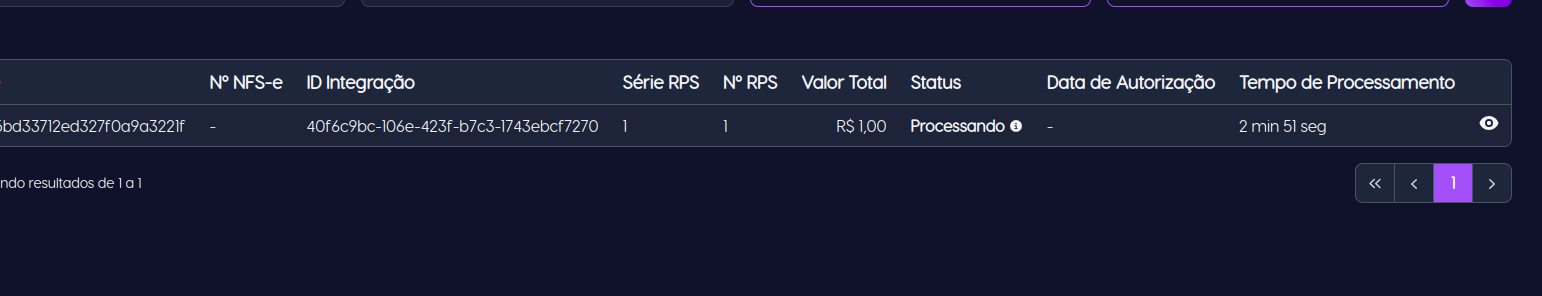 Nº NFS-e ID Integração Série RPS Nº RPS Valor Total Status Data de Autorização Tempo de Processamento
bd33712ed327f0a9a3221f - 40f6c9bc-106e-423f-b7c3-1743ebcf7270 1 1 R$ 1,00 Processando - 2 min 51 seg
ndo resultados de 1 a 1
« ‹ 1 ›